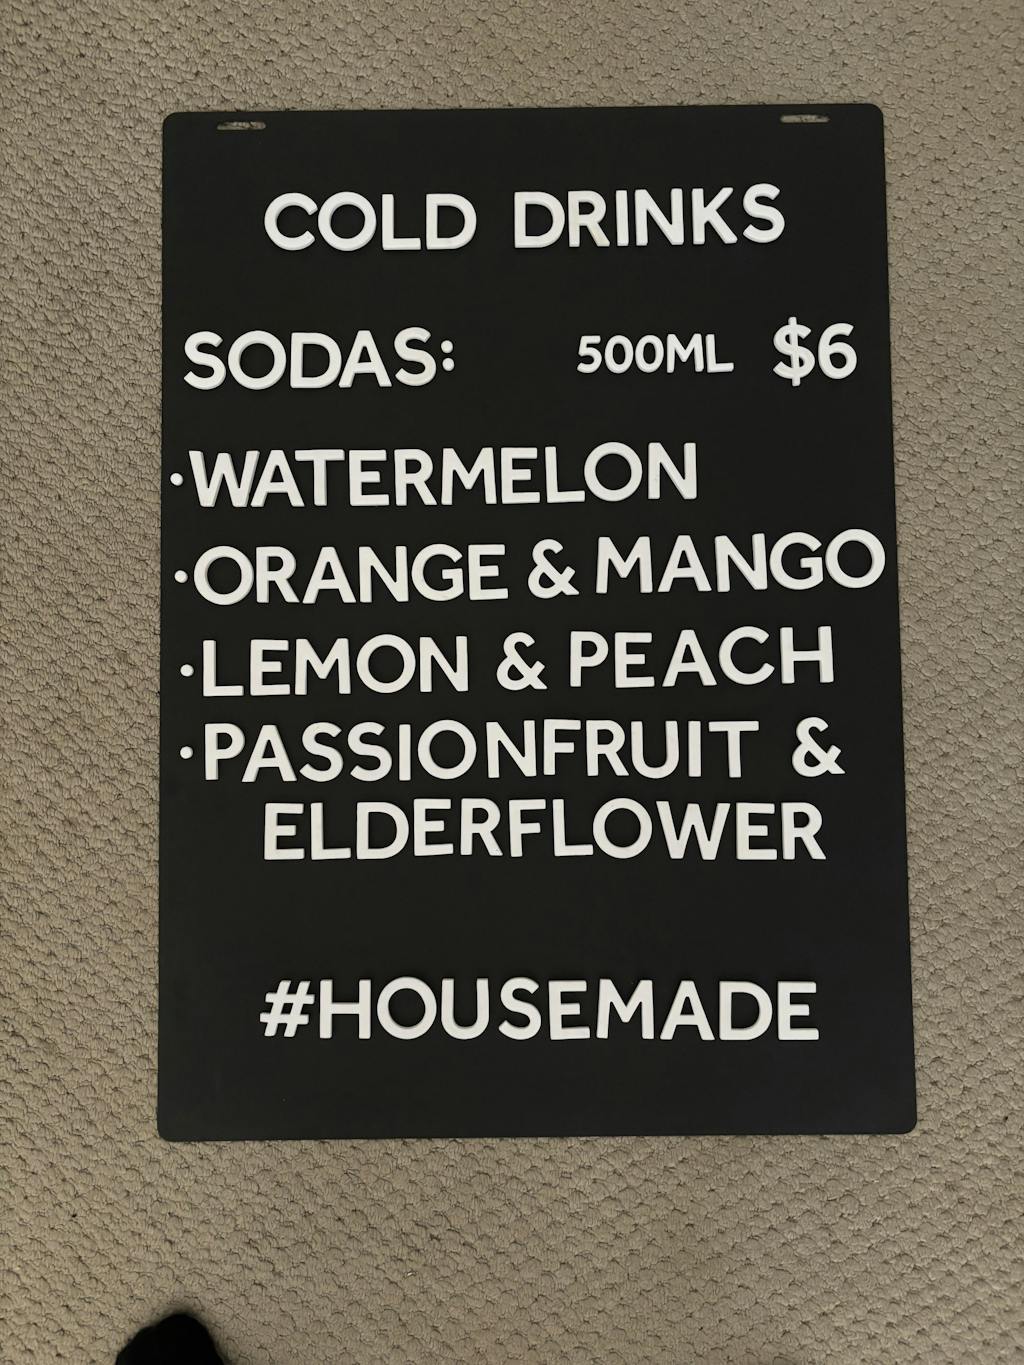 COLD DRINKS
SODAS: 500ML $6
·WATERMELON
·ORANGE & MANGO
·LEMON & PEACH
·PASSIONFRUIT &
ELDERFLOWER
#HOUSEMADE